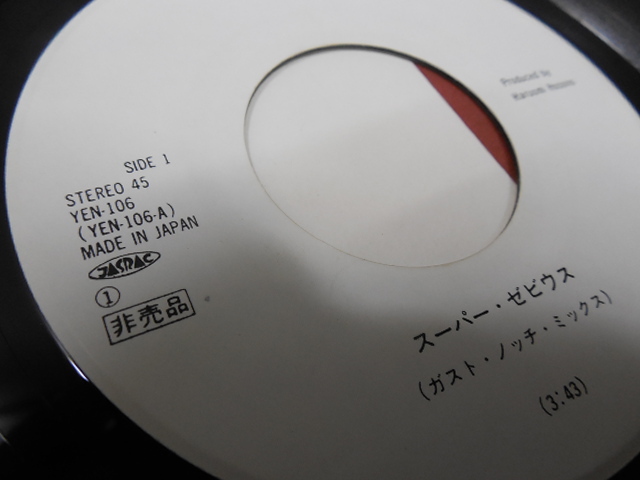 SIDE 1
STEREO 45
YEN-106
(YEN-106-A)
MADE IN JAPAN
JASRAC
1
非売品
Produced by
スーパー・ゼビウス
(ガスト・ノッチ・ミックス)
(3:43)